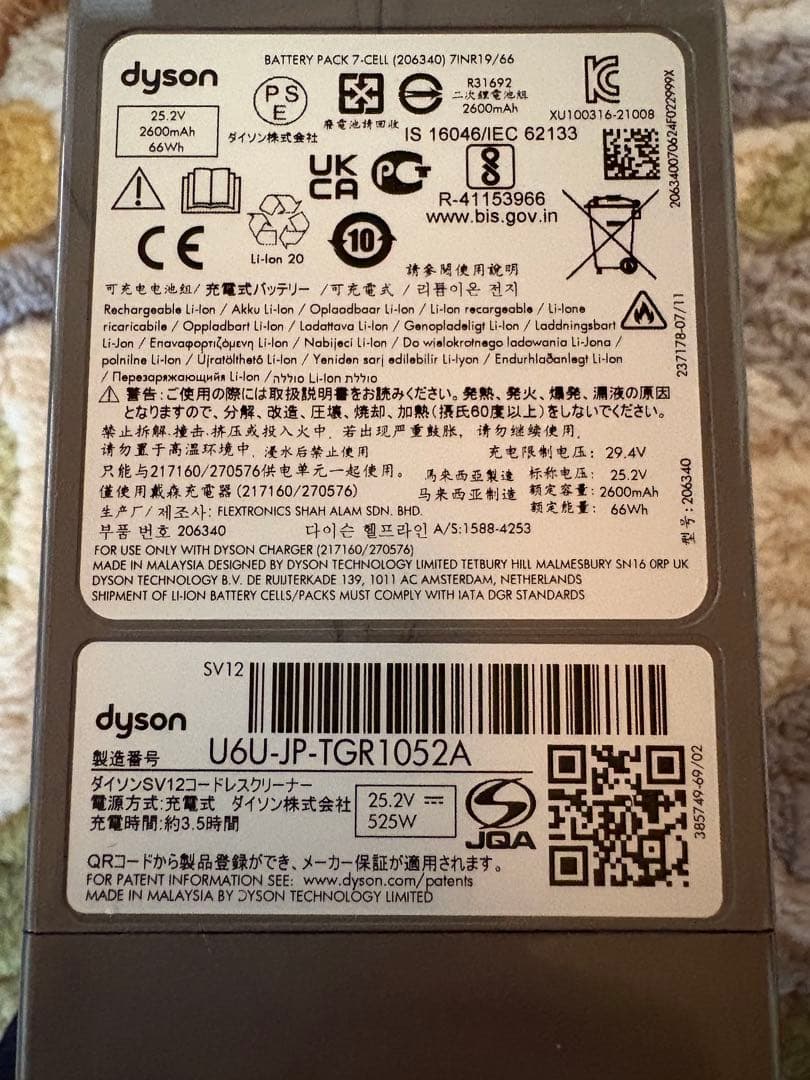 BATTERY PACK 7-CELL (206340) 7INR19/66
dyson
25.2V
2600mAh
66Wh
PS
E
ダイソン株式会社
廢電池請回收
R31692
二次鋰電池組
2600mAh
XU100316-21008
IS 16046/IEC 62133
R-41153966
www.bis.gov.in
UK
CA
CE
Li-Ion 20
10
請參閱使用說明
206340070624F022999X
237178-07/11
可充电电池组/ 充電式バッテリー /可充電式 / 리튬이온 전지
Rechargeable Li-Ion / Akku Li-Ion / Oplaadbaar Li-Ion / Li-Ion recargeable / Li-Ione
ricaricabile / Oppladbart Li-Ion / Ladattava Li-Ion / Genopladeligt Li-Ion / Laddningsbart
Li-Jon / Επαναφορτιζόμενη Li-Ion / Nabíjecí Li-Ion / Do wielokrotnego ladowania Li-Jona /
polnilne Li-Ion / Újratölthető Li-Ion / Yeniden sarj edilebilir Li-Iyon / Endurhlaðanlegt Li-Ion
/ Перезаряжающийся Li-Ion /סוללת Li-Ion נטענת
警告:ご使用の際には取扱説明書をお読みください。発熱、発火、爆発、漏液の原因
となりますので、分解、改造、圧壊、焼却、加熱(摂氏60度以上)をしないでください。
禁止拆解.撞击.挤压或投入火中. 若出现严重鼓胀, 请勿继续使用.
请勿置于高温环境中. 浸水后禁止使用
充电限制电压: 29.4V
只能与217160/270576供电单元一起使用。
馬來西亞製造
标称电压: 25.2V
僅使用戴森充電器(217160/270576)
马来西亚制造
额定容量: 2600mAh
生产厂/ 제조사: FLEXTRONICS SHAH ALAM SDN. BHD.
额定能量: 66Wh
部件 번호 206340
다이슨 헬프라인 A/S:1588-4253
型号: 206340
FOR USE ONLY WITH DYSON CHARGER (217160/270576)
MADE IN MALAYSIA DESIGNED BY DYSON TECHNOLOGY LIMITED TETBURY HILL MALMESBURY SN16 0RP UK
DYSON TECHNOLOGY B.V. DE RUIJTERKADE 139, 1011 AC AMSTERDAM, NETHERLANDS
SHIPMENT OF LI-ION BATTERY CELLS/PACKS MUST COMPLY WITH IATA DGR STANDARDS
SV12
dyson
製造番号
U6U-JP-TGR1052A
ダイソンSV12コードレスクリーナー
電源方式:充電式 ダイソン株式会社
充電時間:約3.5時間
25.2V
525W
JQA
385749-69/02
QRコードから製品登録ができ、メーカー保証が適用されます。
FOR PATENT INFORMATION SEE: www.dyson.com/patents
MADE IN MALAYSIA BY DYSON TECHNOLOGY LIMITED